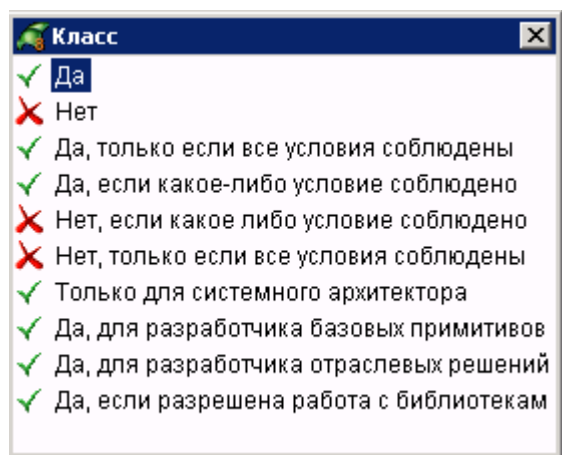 Класс
Да
Нет
Да, только если все условия соблюдены
Да, если какое-либо условие соблюдено
Нет, если какое либо условие соблюдено
Нет, только если все условия соблюдены
Только для системного архитектора
Да, для разработчика базовых примитивов
Да, для разработчика отраслевых решений
Да, если разрешена работа с библиотекам